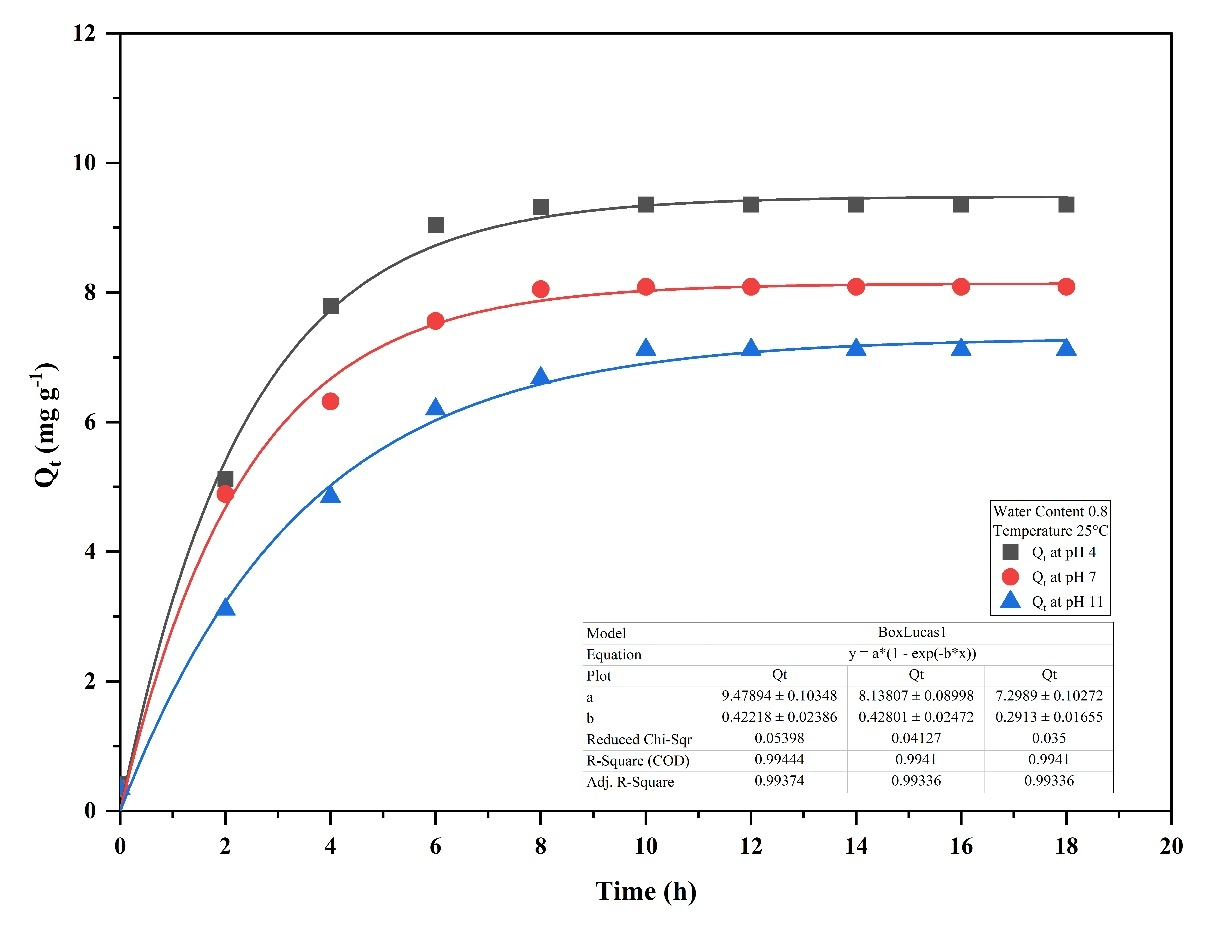 12
10
8
6
4
2
0
Qt (mg g-1)
0 2 4 6 8 10 12 14 16 18 20
Time (h)
Water Content 0.8
Temperature 25°C
Qt at pH 4
Qt at pH 7
Qt at pH 11
Model BoxLucas1
Equation y = a*(1 - exp(-b*x))
Plot Qt Qt Qt
a 9.47894 ± 0.10348 8.13807 ± 0.08998 7.2989 ± 0.10272
b 0.42218 ± 0.02386 0.42801 ± 0.02472 0.2913 ± 0.01655
Reduced Chi-Sqr 0.05398 0.04127 0.035
R-Square (COD) 0.99444 0.9941 0.9941
Adj. R-Square 0.99374 0.99336 0.99336